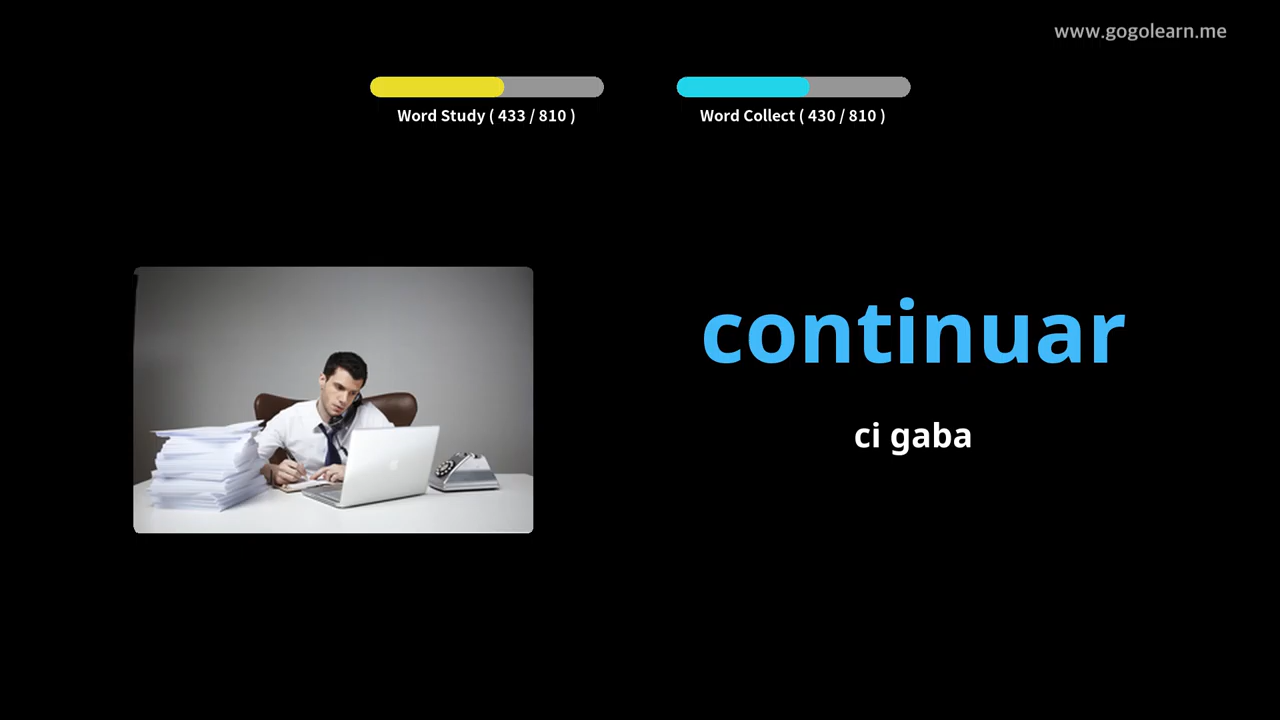 www.gogolearn.me
Word Study ( 433 / 810 )
Word Collect ( 430 / 810 )
continuar
ci gaba